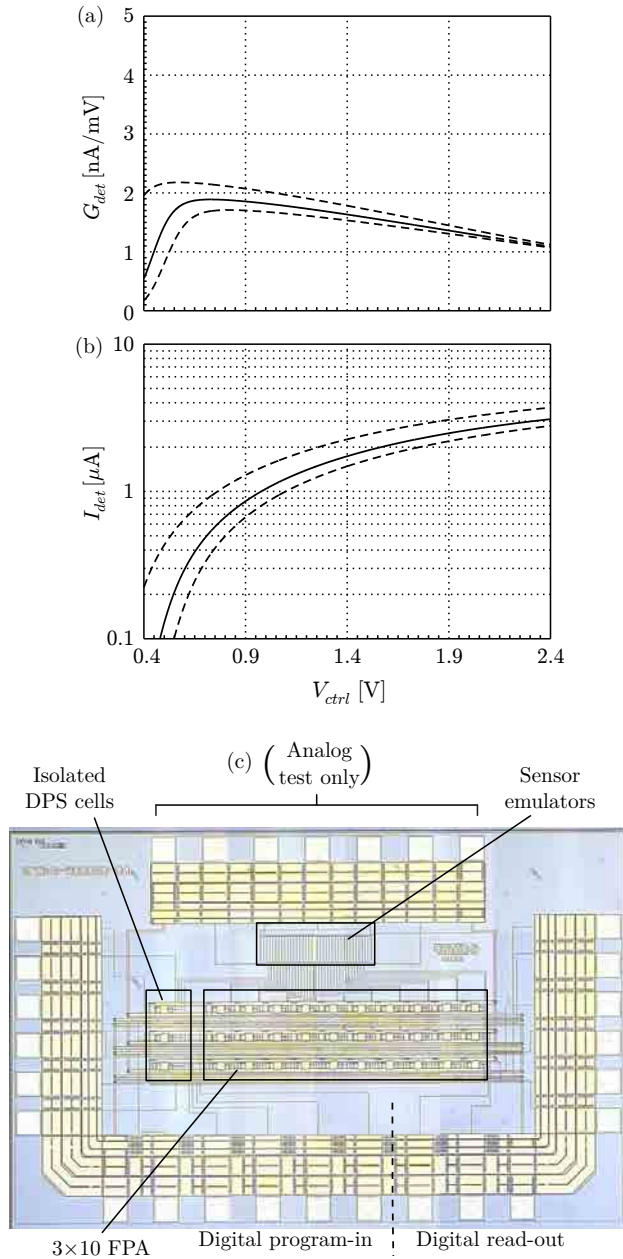 (a)
5
4
3
2
1
0
G_det [nA/mV]
(b)
10
1
0.1
I_det [μA]
0.4 0.9 1.4 1.9 2.4
V_ctrl [V]
(c) ( Analog
test only )
Isolated
DPS cells
Sensor
emulators
3×10 FPA
Digital program-in
Digital read-out